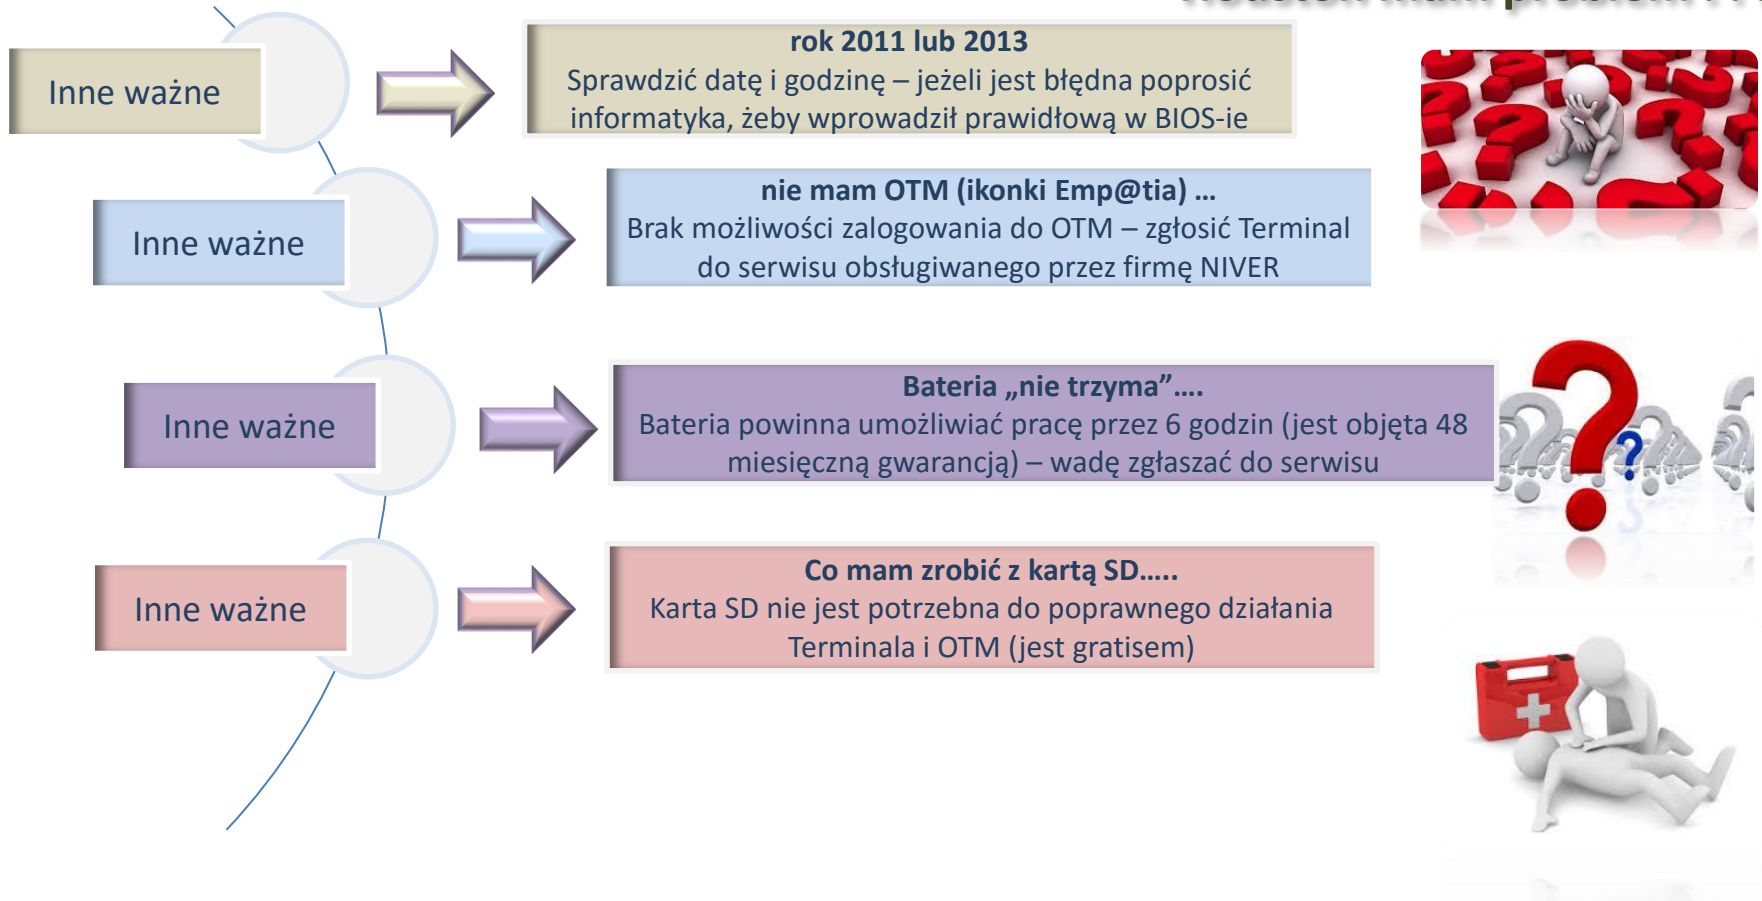 mam problem
Inne ważne
rok 2011 lub 2013
Sprawdzić datę i godzinę – jeżeli jest błędna poprosić
informatyka, żeby wprowadził prawidłową w BIOS-ie
Inne ważne
nie mam OTM (ikonki Emp@tia) ...
Brak możliwości zalogowania do OTM – zgłosić Terminal
do serwisu obsługiwanego przez firmę NIVER
Inne ważne
Bateria „nie trzyma”....
Bateria powinna umożliwiać pracę przez 6 godzin (jest objęta 48
miesięczną gwarancją) – wadę zgłaszać do serwisu
Inne ważne
Co mam zrobić z kartą SD.....
Karta SD nie jest potrzebna do poprawnego działania
Terminala i OTM (jest gratisem)